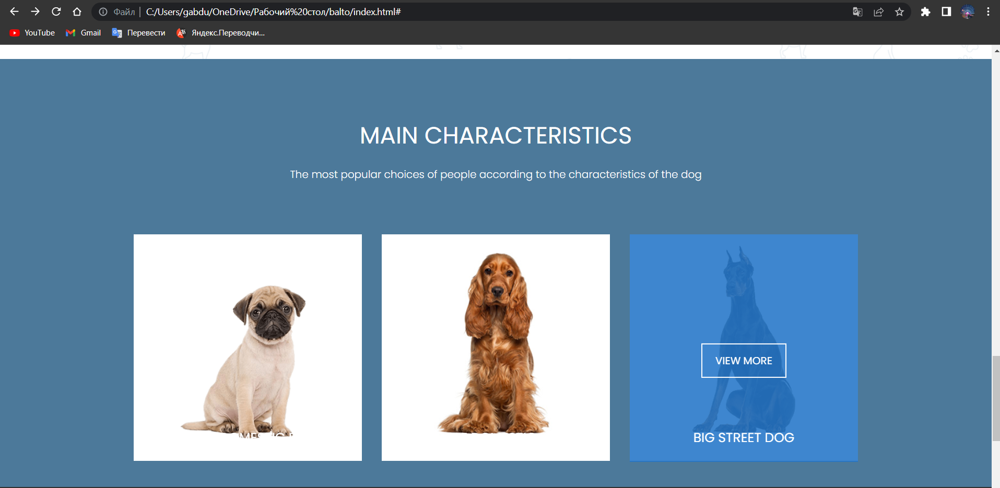 Файл | C:/Users/gabdu/OneDrive/Рабочий%20стол/balto/index.html#
YouTube Gmail Перевести Яндекс.Переводчи...
MAIN CHARACTERISTICS
The most popular choices of people according to the characteristics of the dog
VIEW MORE
BIG STREET DOG